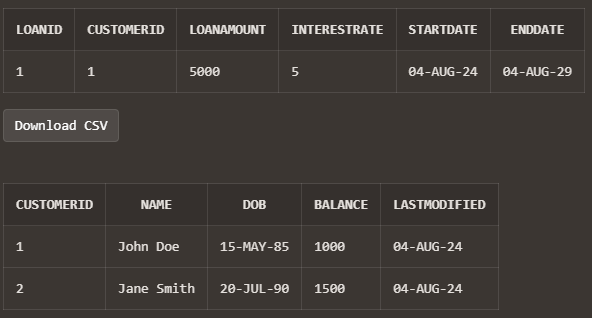 LOANID CUSTOMERID LOANAMOUNT INTERESTRATE STARTDATE ENDDATE
1 1 5000 5 04-AUG-24 04-AUG-29
Download CSV
CUSTOMERID NAME DOB BALANCE LASTMODIFIED
1 John Doe 15-MAY-85 1000 04-AUG-24
2 Jane Smith 20-JUL-90 1500 04-AUG-24